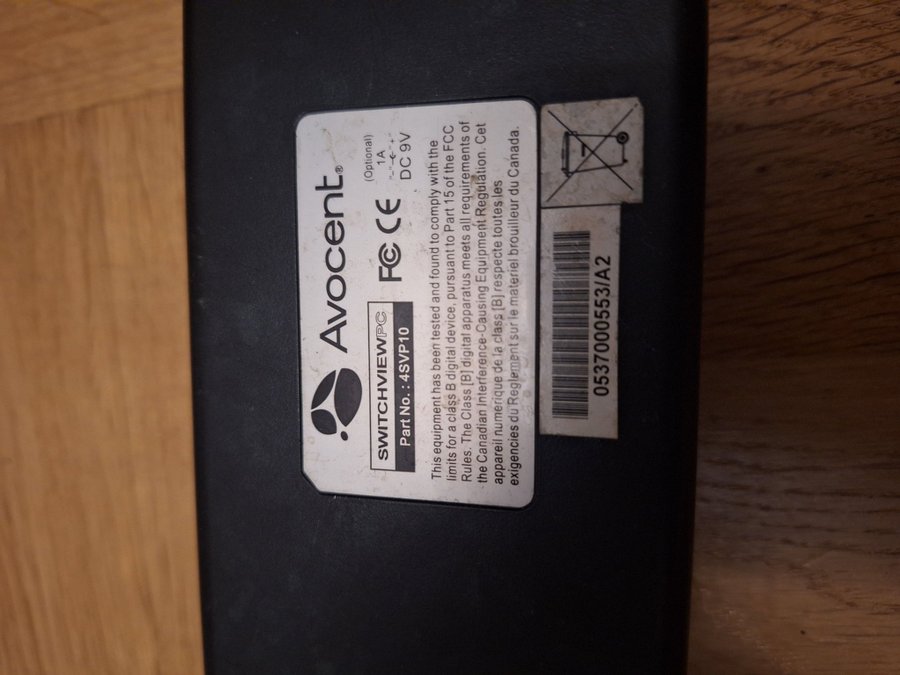 Avocent®
SWITCHVIEWPC
Part No.: 4SVP10
FC CE
(Optional)
1A
DC 9V
This equipment has been tested and found to comply with the
limits for a class B digital device, pursuant to Part 15 of the FCC
Rules. The Class [B] digital apparatus meets all requirements of
the Canadian Interference-Causing Equipment Regulation. Cet
appareil numerique de la class [B] respecte toutes les
exigencies du Reglement sur le materiel brouilleur du Canada.
0537000553/A2